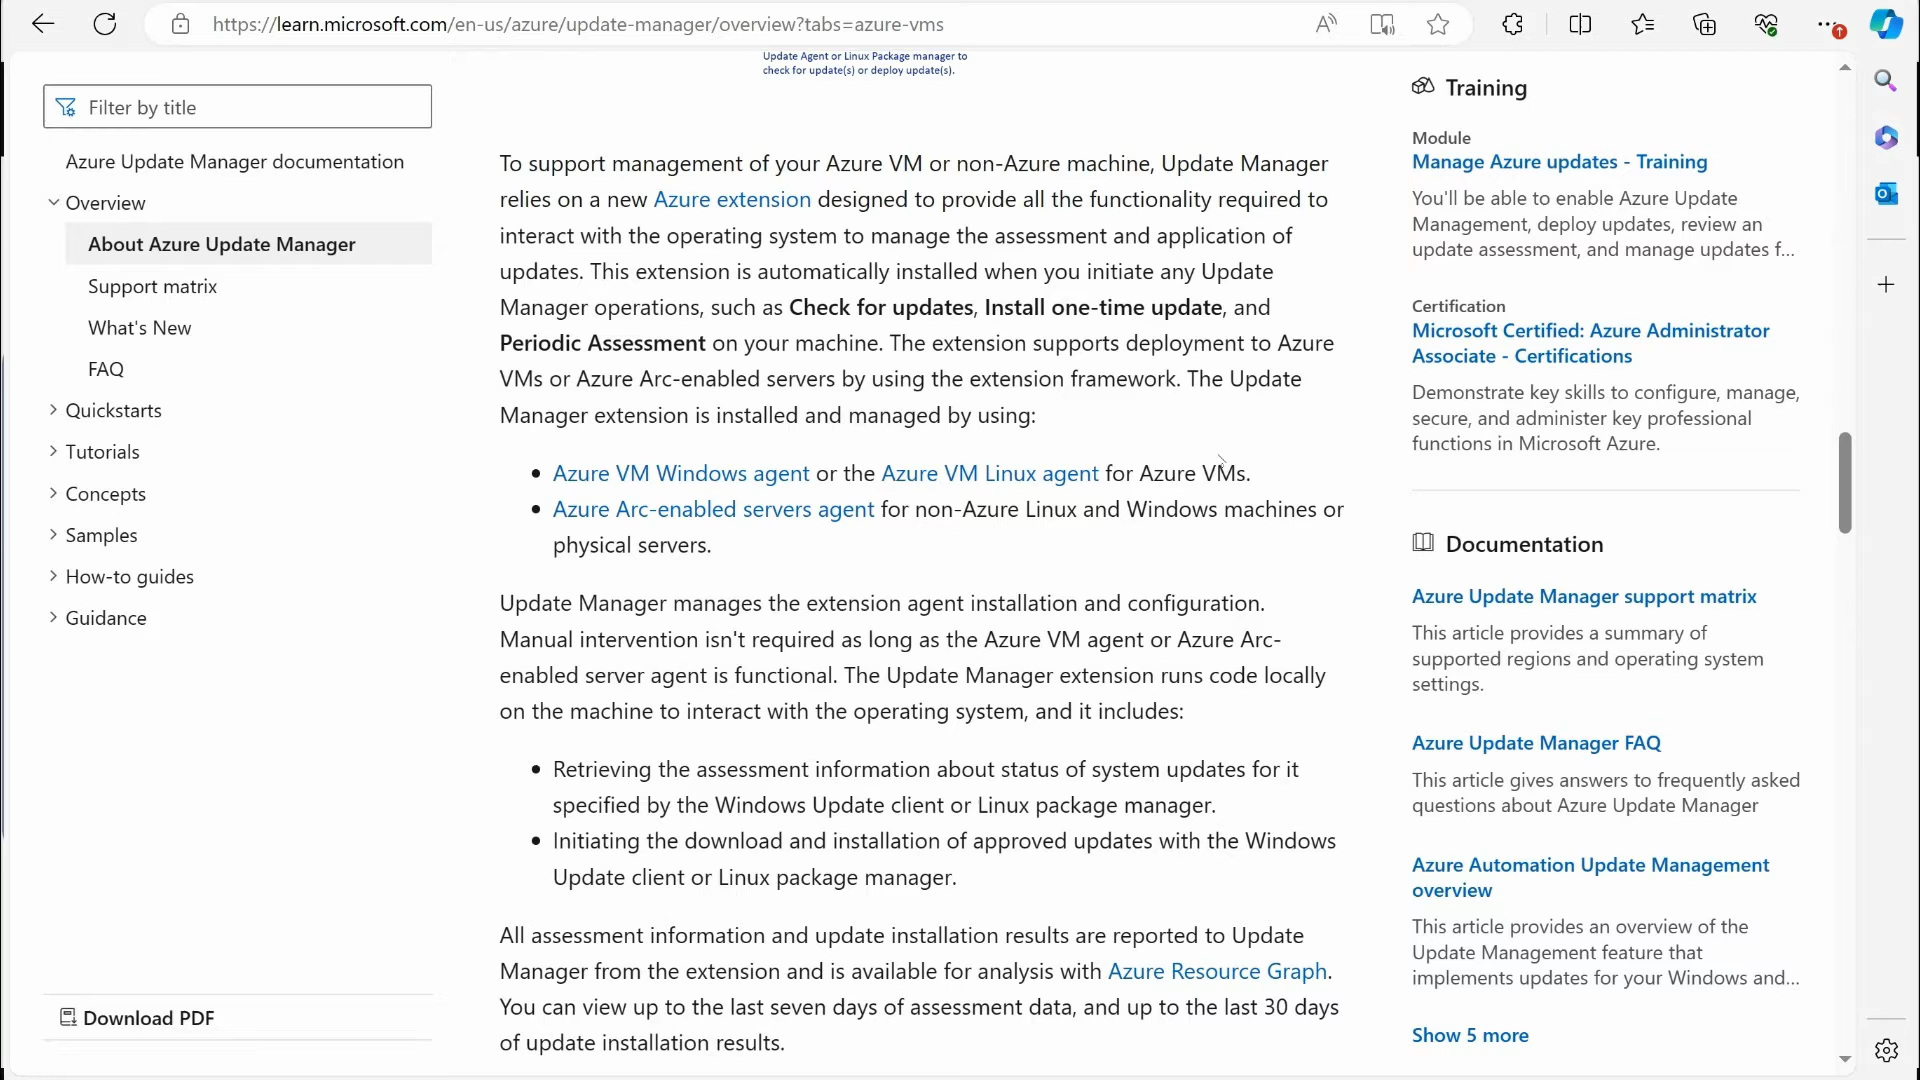 https://learn.microsoft.com/en-us/azure/update-manager/overview?tabs=azure-vms
Update Agent or Linux Package manager to
check for update(s) or deploy update(s).
Filter by title
Azure Update Manager documentation
Overview
About Azure Update Manager
Support matrix
What's New
FAQ
Quickstarts
Tutorials
Concepts
Samples
How-to guides
Guidance
Download PDF
To support management of your Azure VM or non-Azure machine, Update Manager
relies on a new Azure extension designed to provide all the functionality required to
interact with the operating system to manage the assessment and application of
updates. This extension is automatically installed when you initiate any Update
Manager operations, such as Check for updates, Install one-time update, and
Periodic Assessment on your machine. The extension supports deployment to Azure
VMs or Azure Arc-enabled servers by using the extension framework. The Update
Manager extension is installed and managed by using:
• Azure VM Windows agent or the Azure VM Linux agent for Azure VMs.
• Azure Arc-enabled servers agent for non-Azure Linux and Windows machines or
physical servers.
Update Manager manages the extension agent installation and configuration.
Manual intervention isn't required as long as the Azure VM agent or Azure Arc-
enabled server agent is functional. The Update Manager extension runs code locally
on the machine to interact with the operating system, and it includes:
• Retrieving the assessment information about status of system updates for it
specified by the Windows Update client or Linux package manager.
• Initiating the download and installation of approved updates with the Windows
Update client or Linux package manager.
All assessment information and update installation results are reported to Update
Manager from the extension and is available for analysis with Azure Resource Graph.
You can view up to the last seven days of assessment data, and up to the last 30 days
of update installation results.
Training
Module
Manage Azure updates - Training
You'll be able to enable Azure Update
Management, deploy updates, review an
update assessment, and manage updates f...
Certification
Microsoft Certified: Azure Administrator
Associate - Certifications
Demonstrate key skills to configure, manage,
secure, and administer key professional
functions in Microsoft Azure.
Documentation
Azure Update Manager support matrix
This article provides a summary of
supported regions and operating system
settings.
Azure Update Manager FAQ
This article gives answers to frequently asked
questions about Azure Update Manager
Azure Automation Update Management
overview
This article provides an overview of the
Update Management feature that
implements updates for your Windows and...
Show 5 more